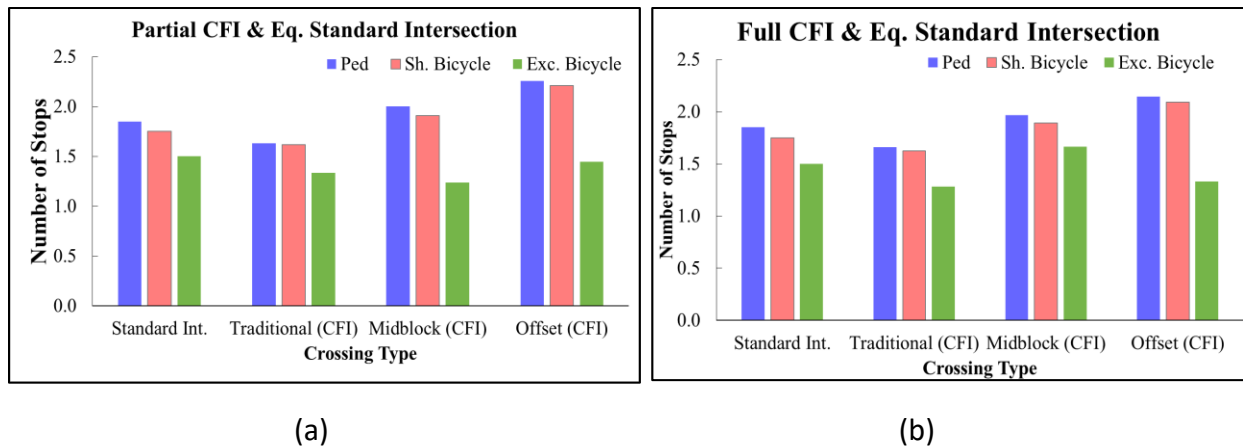 Partial CFI & Eq. Standard Intersection
Ped Sh. Bicycle Exc. Bicycle
2.5
2.0
1.5
1.0
0.5
0.0
Number of Stops
Standard Int. Traditional (CFI) Midblock (CFI) Offset (CFI)
Crossing Type
(a)
Full CFI & Eq. Standard Intersection
Ped Sh. Bicycle Exc. Bicycle
2.5
2.0
1.5
1.0
0.5
0.0
Number of Stops
Standard Int. Traditional (CFI) Midblock (CFI) Offset (CFI)
Crossing Type
(b)